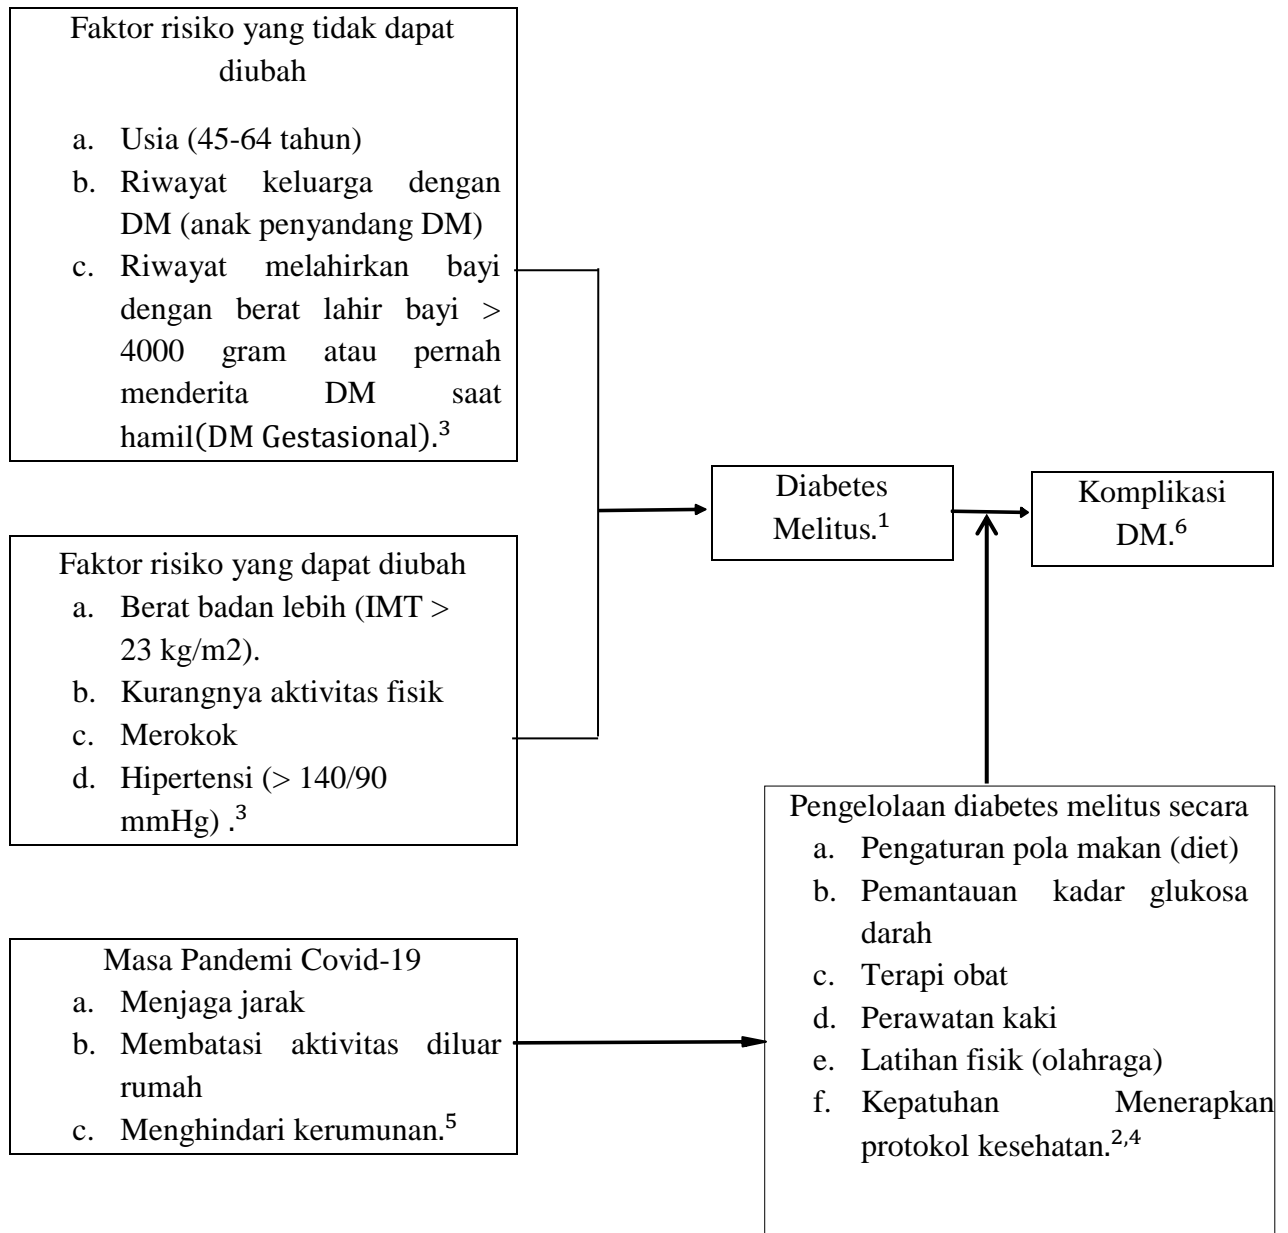 Faktor risiko yang tidak dapat
diubah
a. Usia (45-64 tahun)
b. Riwayat keluarga dengan
DM (anak penyandang DM)
c. Riwayat melahirkan bayi
dengan berat lahir bayi >
4000 gram atau pernah
menderita DM saat
hamil(DM Gestasional).³
Faktor risiko yang dapat diubah
a. Berat badan lebih (IMT >
23 kg/m2).
b. Kurangnya aktivitas fisik
c. Merokok
d. Hipertensi (> 140/90
mmHg) .³
Masa Pandemi Covid-19
a. Menjaga jarak
b. Membatasi aktivitas diluar
rumah
c. Menghindari kerumunan.⁵
Diabetes
Melitus.¹
Komplikasi
DM.⁶
Pengelolaan diabetes melitus secara
a. Pengaturan pola makan (diet)
b. Pemantauan kadar glukosa
darah
c. Terapi obat
d. Perawatan kaki
e. Latihan fisik (olahraga)
f. Kepatuhan Menerapkan
protokol kesehatan.²,⁴